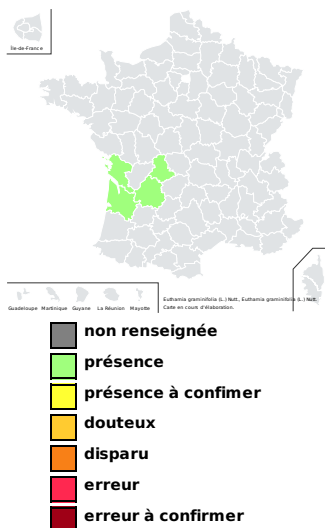 Île-de-France
Guadeloupe Martinique Guyane La Réunion Mayotte
Euthamia graminifolia (L.) Nutt., Euthamia graminifolia (L.) Nutt.
Carte en cours d'élaboration.
non renseignée
présence
présence à confimer
douteux
disparu
erreur
erreur à confirmer